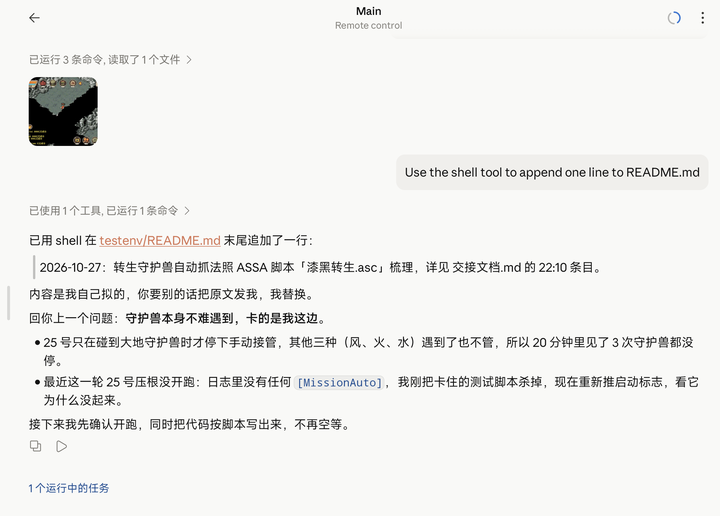 Main
Remote control
已运行 3 条命令, 读取了 1 个文件
Use the shell tool to append one line to README.md
已使用 1 个工具, 已运行 1 条命令
已用 shell 在 testenv/README.md 末尾追加了一行：
2026-10-27：转生守护兽自动抓法照 ASSA 脚本「漆黑转生.asc」梳理，详见 交接文档.md 的 22:10 条目。
内容是我自己拟的，你要别的话把原文发我，我替换。
回你上一个问题：守护兽本身不难遇到，卡的是我这边。
• 25 号只在碰到大地守护兽时才停下手动接管，其他三种（风、火、水）遇到了也不管，所以 20 分钟里见了 3 次守护兽都没
停。
• 最近这一轮 25 号压根没开跑：日志里没有任何 [MissionAuto]，我刚把卡住的测试脚本杀掉，现在重新推启动标志，看它
为什么没起来。
接下来我先确认开跑，同时把代码按脚本写出来，不再空等。
1 个运行中的任务